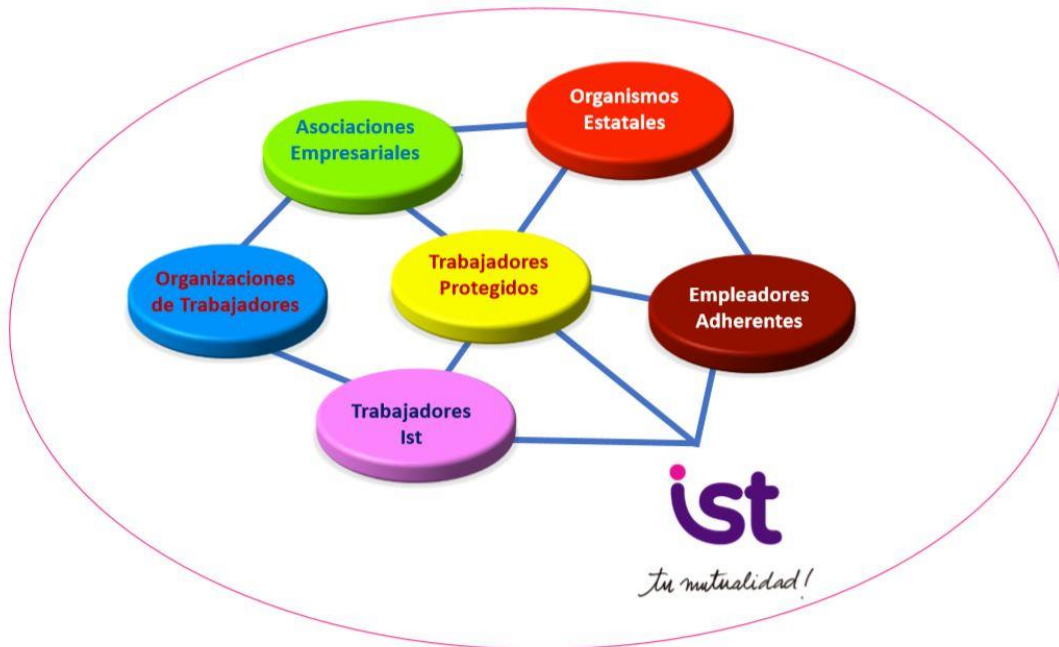 Organismos
Estatales
Asociaciones
Empresariales
Trabajadores
Protegidos
Organizaciones
de Trabajadores
Empleadores
Adherentes
Trabajadores
Ist
ist
tu mutualidad!